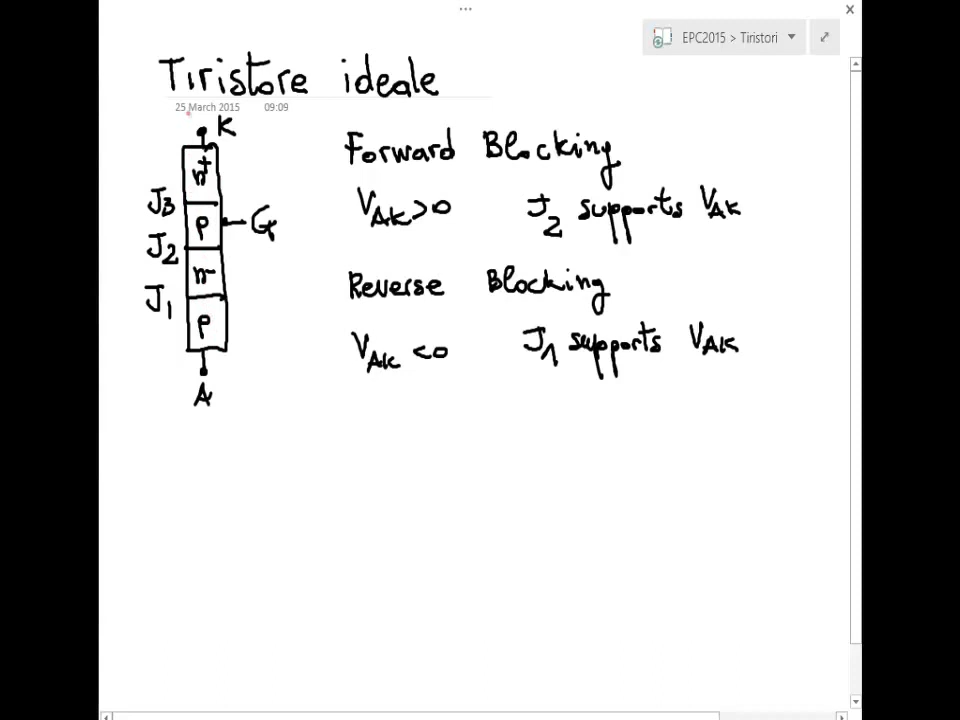 EPC2015 > Tiristori
Tiristore ideale
25 March 2015 09:09
K
n+
J3
p
G
J2
n-
J1
p
A
Forward Blocking
VAK>0 J2 supports VAK
Reverse Blocking
VAK<0 J1 supports VAK